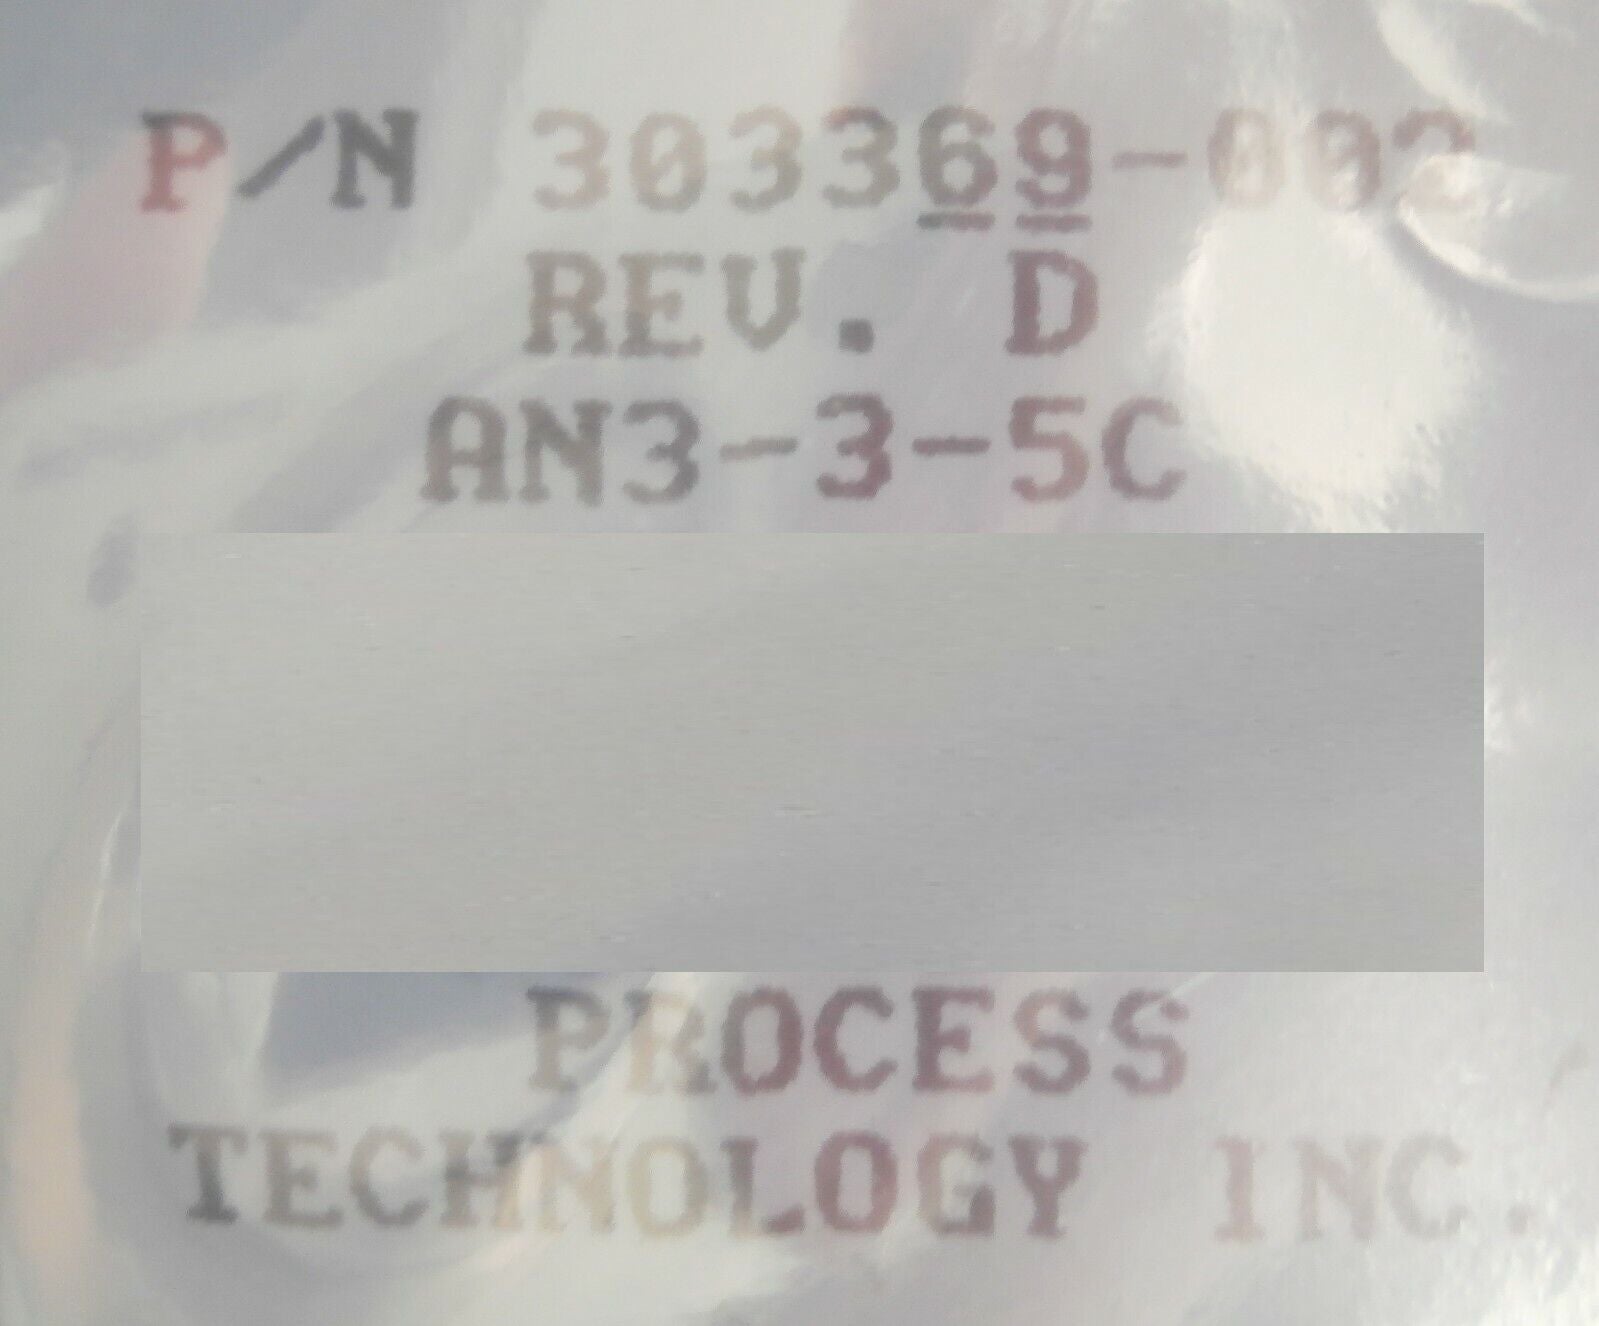 P/N 303369-002
REV. D
AN3-3-5C
PROCESS
TECHNOLOGY INC.